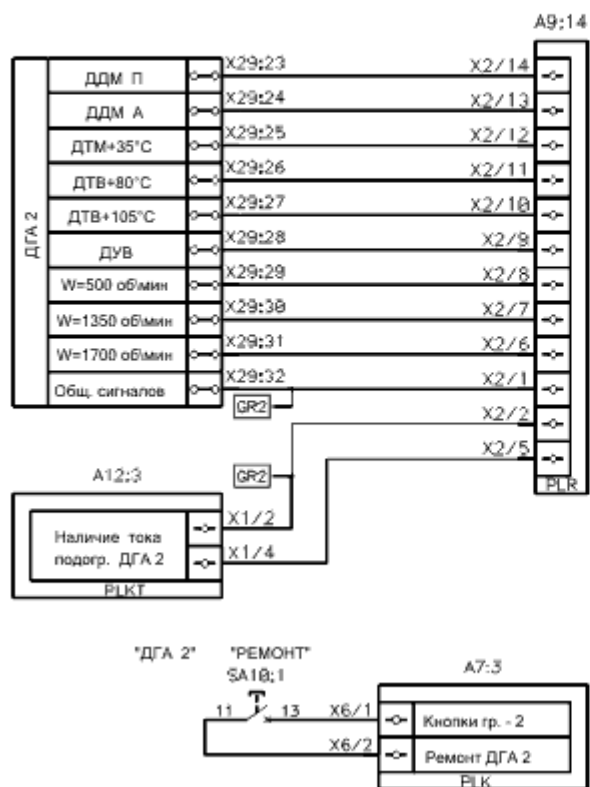 A9:14
ДГА 2
ДДМ П X29:23 X2/14
ДДМ А X29:24 X2/13
ДТМ+35°С X29:25 X2/12
ДТВ+80°С X29:26 X2/11
ДТВ+105°С X29:27 X2/10
ДУВ X29:28 X2/9
W=500 об\мин X29:29 X2/8
W=1350 об\мин X29:30 X2/7
W=1700 об\мин X29:31 X2/6
Общ. сигналов X29:32 X2/1
GR2
X2/2
X2/5
PLR
A12:3
GR2
Наличие тока
подогр. ДГА 2
X1/2
X1/4
PLKT
"ДГА 2" "РЕМОНТ"
SA10:1
A7:3
11 13 X6/1 Кнопки гр. - 2
X6/2 Ремонт ДГА 2
PLK